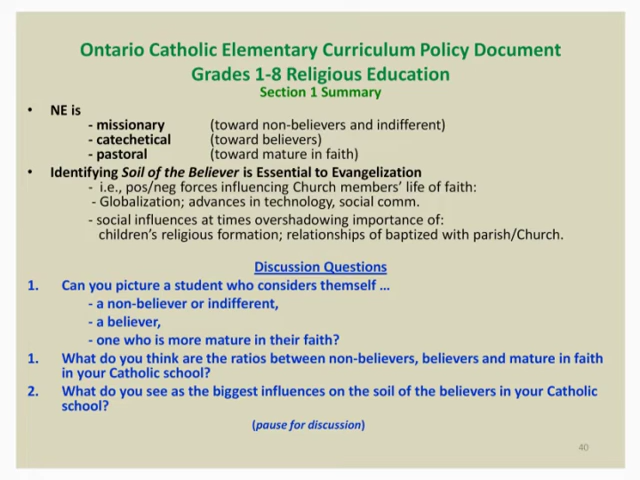 Ontario Catholic Elementary Curriculum Policy Document
Grades 1-8 Religious Education
Section 1 Summary
• NE is
- missionary (toward non-believers and indifferent)
- catechetical (toward believers)
- pastoral (toward mature in faith)
• Identifying Soil of the Believer is Essential to Evangelization
- i.e., pos/neg forces influencing Church members' life of faith:
- Globalization; advances in technology, social comm.
- social influences at times overshadowing importance of:
children's religious formation; relationships of baptized with parish/Church.
Discussion Questions
1. Can you picture a student who considers themself …
- a non-believer or indifferent,
- a believer,
- one who is more mature in their faith?
1. What do you think are the ratios between non-believers, believers and mature in faith
in your Catholic school?
2. What do you see as the biggest influences on the soil of the believers in your Catholic
school?
(pause for discussion)
40